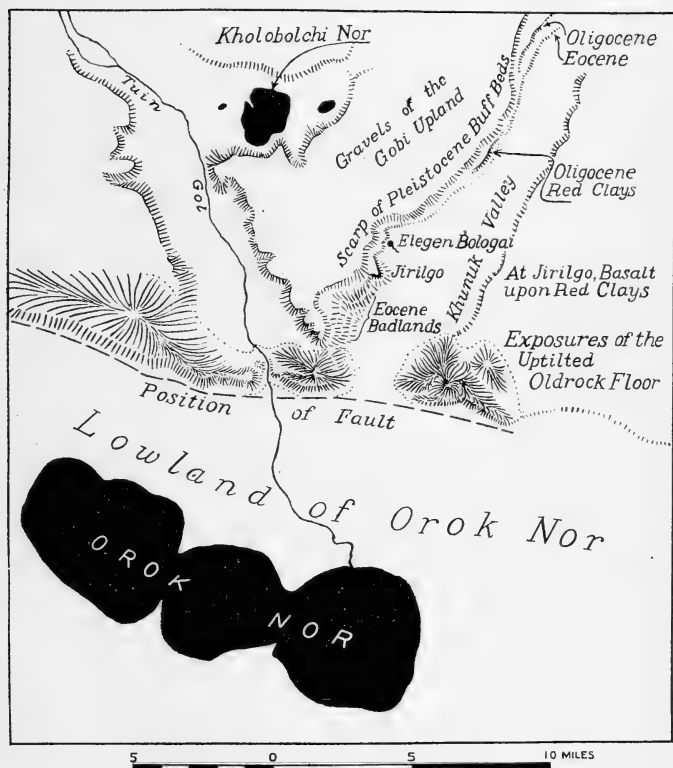 Kholobolchi Nor
Tuin
Gol
Gravels of the
Gobi Upland
Scarp of Pleistocene Buff Beds
Oligocene
Eocene
Oligocene
Red Clays
Khunuk Valley
Elegen Bologai
Jirilgo
At Jirilgo, Basalt
upon Red Clays
Eocene
Badlands
Exposures of the
Uptilted
Oldrock Floor
Position of Fault
Lowland of Orok Nor
OROK NOR
5 0 5 10 MILES